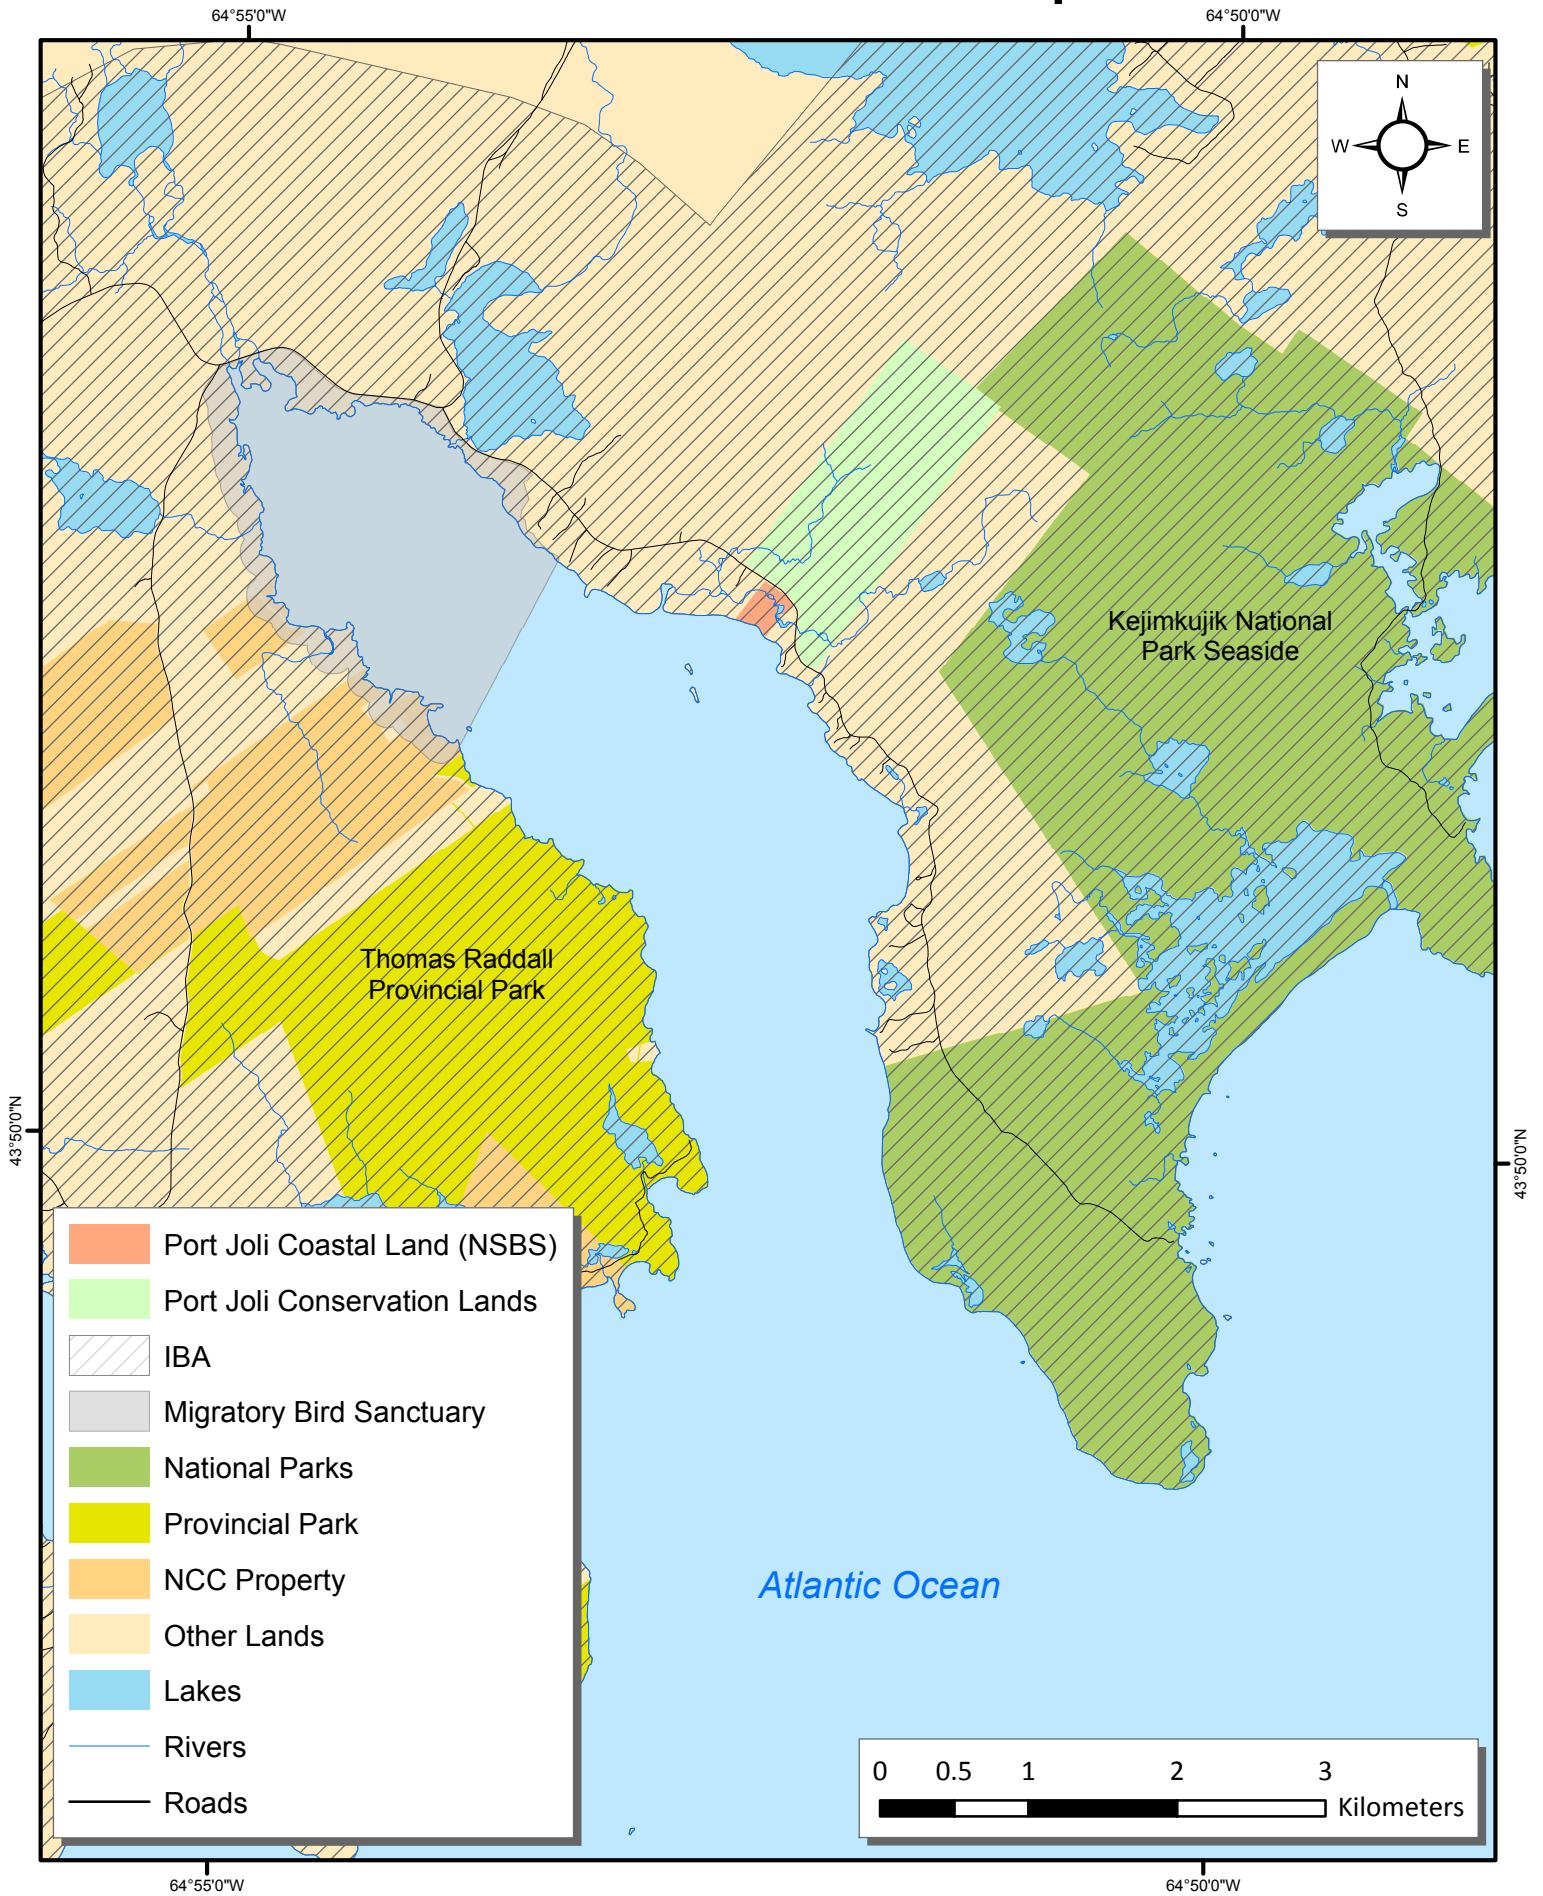 64°55'0"W
64°50'0"W
N
W
E
S
Kejimkujik National
Park Seaside
Thomas Raddall
Provincial Park
43°50'0"N
43°50'0"N
Port Joli Coastal Land (NSBS)
Port Joli Conservation Lands
IBA
Migratory Bird Sanctuary
National Parks
Provincial Park
NCC Property
Other Lands
Lakes
Rivers
Roads
Atlantic Ocean
0 0.5 1 2 3
Kilometers
64°55'0"W
64°50'0"W